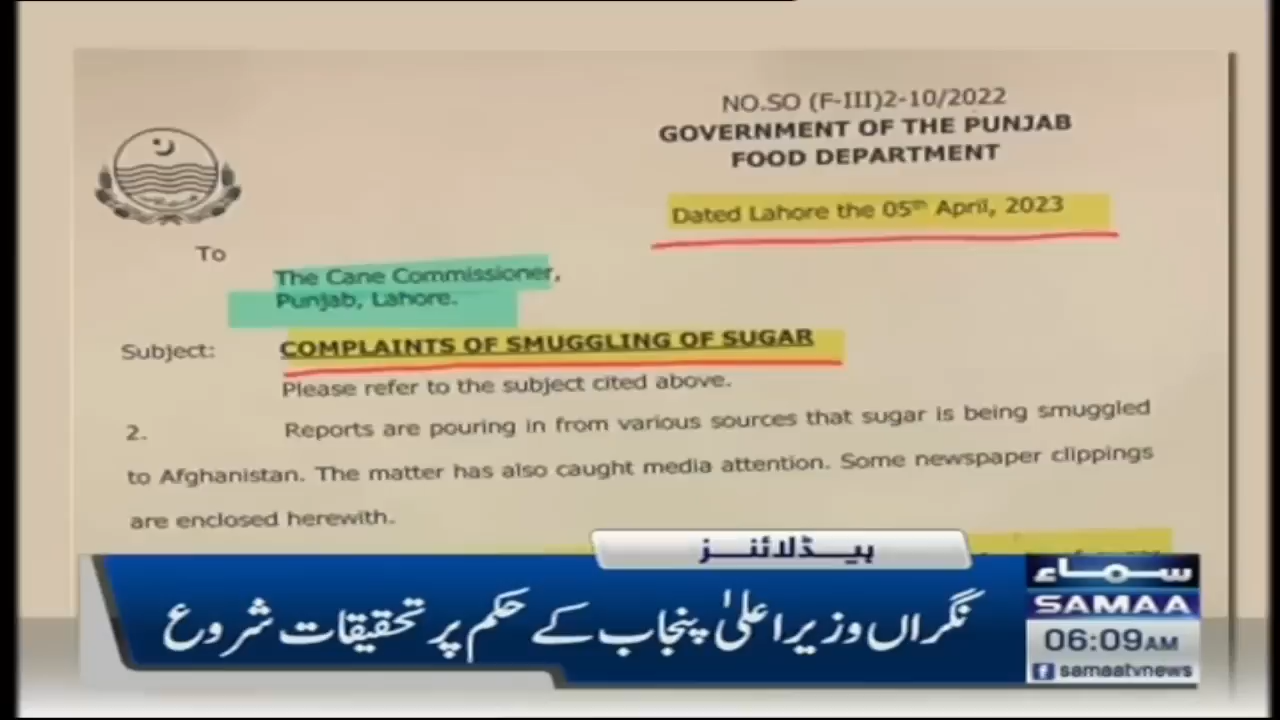 NO.SO (F-III)2-10/2022
GOVERNMENT OF THE PUNJAB
FOOD DEPARTMENT
Dated Lahore the 05th April, 2023
To
The Cane Commissioner,
Punjab, Lahore.
Subject: COMPLAINTS OF SMUGGLING OF SUGAR
Please refer to the subject cited above.
2. Reports are pouring in from various sources that sugar is being smuggled
to Afghanistan. The matter has also caught media attention. Some newspaper clippings
are enclosed herewith.
ہیڈلائنز
نگراں وزیراعلیٰ پنجاب کے حکم پر تحقیقات شروع
سماء
SAMAA
06:09AM
samaatvnews